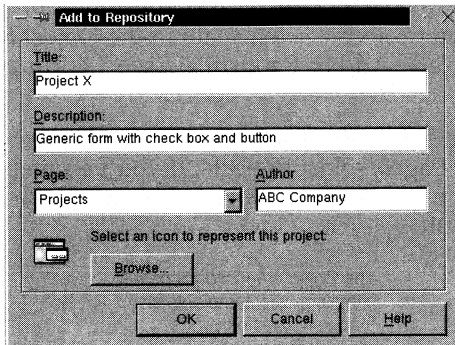 Add to Repository
Title:
Project X
Description:
Generic form with check box and button
Page: Author
Projects ABC Company
Select an icon to represent this project:
Browse...
OK Cancel Help